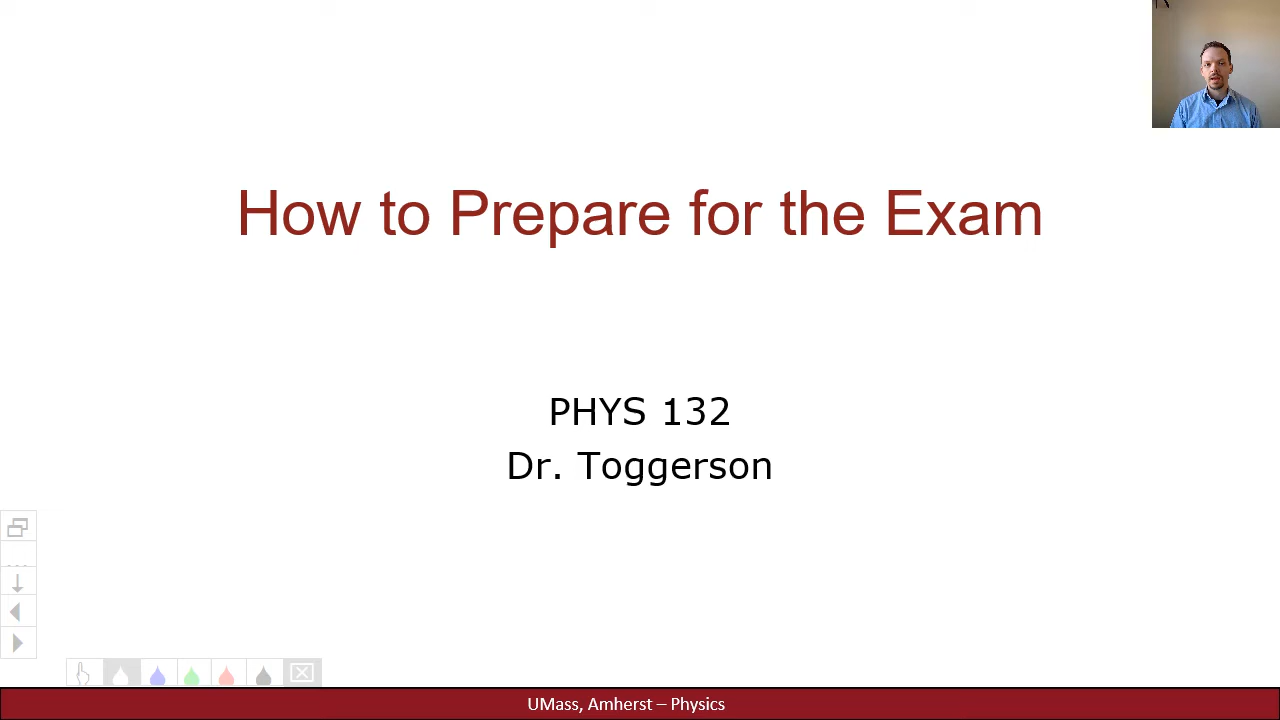 How to Prepare for the Exam
PHYS 132
Dr. Toggerson
UMass, Amherst – Physics